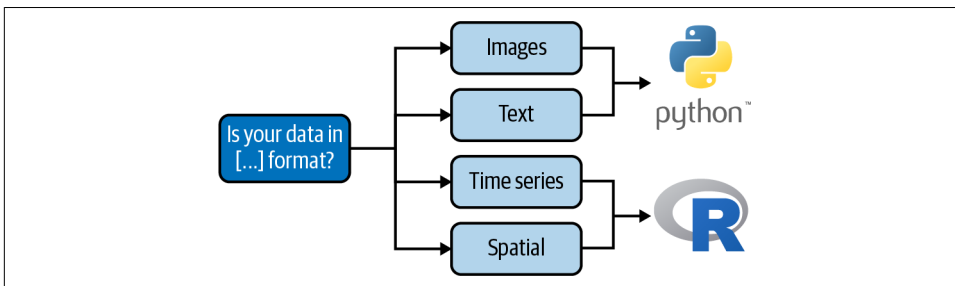 Is your data in
[...] format?
Images
Text
Time series
Spatial
python™
R